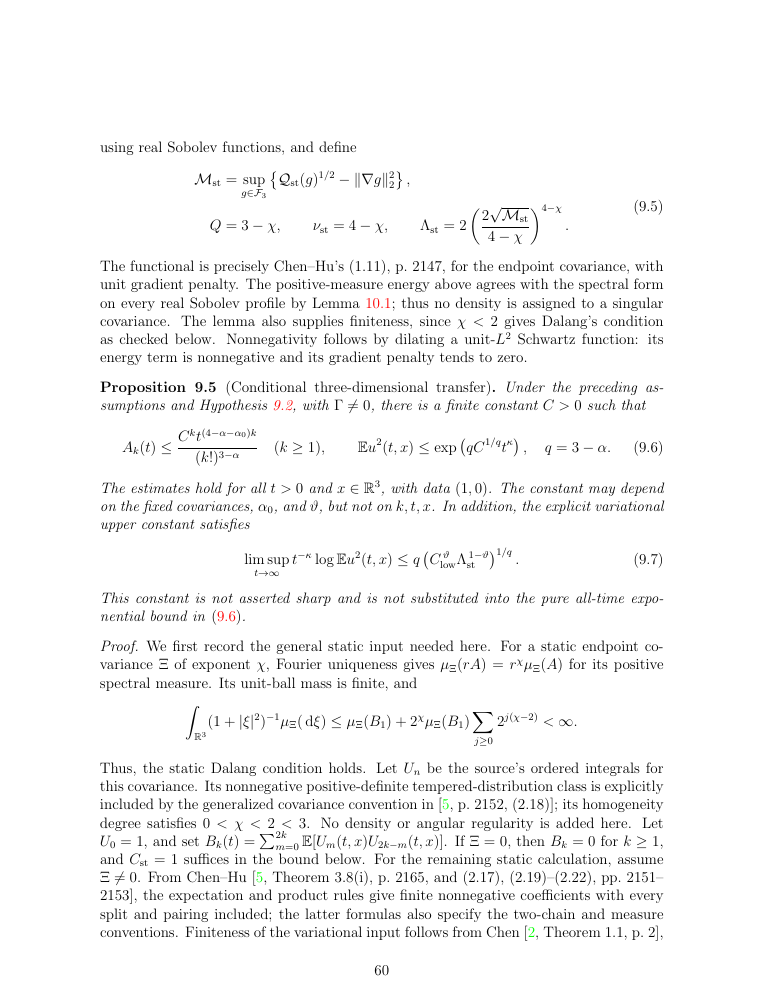 using real Sobolev functions, and define
𝓜_st = sup_{g∈𝓕_3} {𝒬_st(g)^{1/2} − ‖∇g‖_2^2},
Q = 3 − χ,    ν_st = 4 − χ,    Λ_st = 2 (2√𝓜_st / (4 − χ))^{4−χ}.    (9.5)
The functional is precisely Chen–Hu's (1.11), p. 2147, for the endpoint covariance, with
unit gradient penalty. The positive-measure energy above agrees with the spectral form
on every real Sobolev profile by Lemma 10.1; thus no density is assigned to a singular
covariance. The lemma also supplies finiteness, since χ < 2 gives Dalang's condition
as checked below. Nonnegativity follows by dilating a unit-L² Schwartz function: its
energy term is nonnegative and its gradient penalty tends to zero.
Proposition 9.5 (Conditional three-dimensional transfer). Under the preceding as-
sumptions and Hypothesis 9.2, with Γ ≠ 0, there is a finite constant C > 0 such that
A_k(t) ≤ C^k t^{(4−α−α_0)k} / (k!)^{3−α}    (k ≥ 1),    𝔼u²(t, x) ≤ exp (qC^{1/q}t^κ),    q = 3 − α.    (9.6)
The estimates hold for all t > 0 and x ∈ ℝ³, with data (1, 0). The constant may depend
on the fixed covariances, α_0, and ϑ, but not on k, t, x. In addition, the explicit variational
upper constant satisfies
lim sup_{t→∞} t^{−κ} log 𝔼u²(t, x) ≤ q (C_low^ϑ Λ_st^{1−ϑ})^{1/q}.    (9.7)
This constant is not asserted sharp and is not substituted into the pure all-time expo-
nential bound in (9.6).
Proof. We first record the general static input needed here. For a static endpoint co-
variance Ξ of exponent χ, Fourier uniqueness gives μ_Ξ(rA) = r^χ μ_Ξ(A) for its positive
spectral measure. Its unit-ball mass is finite, and
∫_{ℝ³} (1 + |ξ|²)^{−1} μ_Ξ( dξ) ≤ μ_Ξ(B_1) + 2^χ μ_Ξ(B_1) ∑_{j≥0} 2^{j(χ−2)} < ∞.
Thus, the static Dalang condition holds. Let U_n be the source's ordered integrals for
this covariance. Its nonnegative positive-definite tempered-distribution class is explicitly
included by the generalized covariance convention in [5, p. 2152, (2.18)]; its homogeneity
degree satisfies 0 < χ < 2 < 3. No density or angular regularity is added here. Let
U_0 = 1, and set B_k(t) = ∑_{m=0}^{2k} 𝔼[U_m(t, x)U_{2k−m}(t, x)]. If Ξ = 0, then B_k = 0 for k ≥ 1,
and C_st = 1 suffices in the bound below. For the remaining static calculation, assume
Ξ ≠ 0. From Chen–Hu [5, Theorem 3.8(i), p. 2165, and (2.17), (2.19)–(2.22), pp. 2151–
2153], the expectation and product rules give finite nonnegative coefficients with every
split and pairing included; the latter formulas also specify the two-chain and measure
conventions. Finiteness of the variational input follows from Chen [2, Theorem 1.1, p. 2],
60